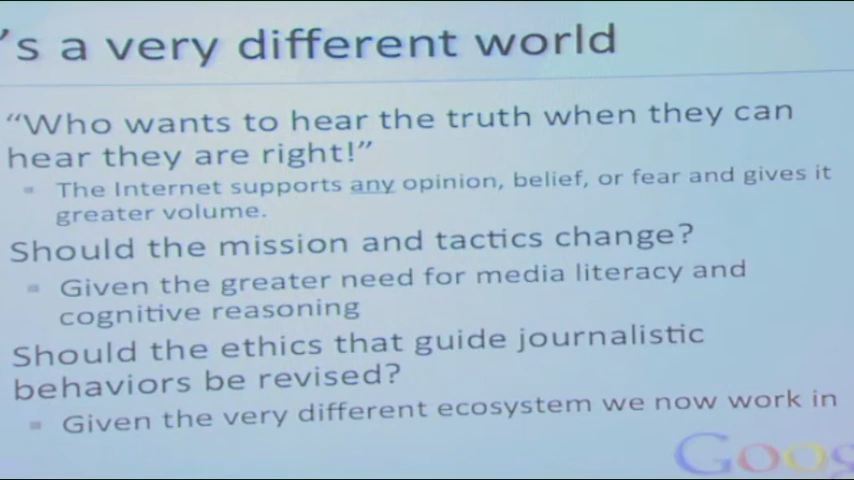 's a very different world
"Who wants to hear the truth when they can
hear they are right!"
The Internet supports any opinion, belief, or fear and gives it
greater volume.
Should the mission and tactics change?
Given the greater need for media literacy and
cognitive reasoning
Should the ethics that guide journalistic
behaviors be revised?
Given the very different ecosystem we now work in
Goog